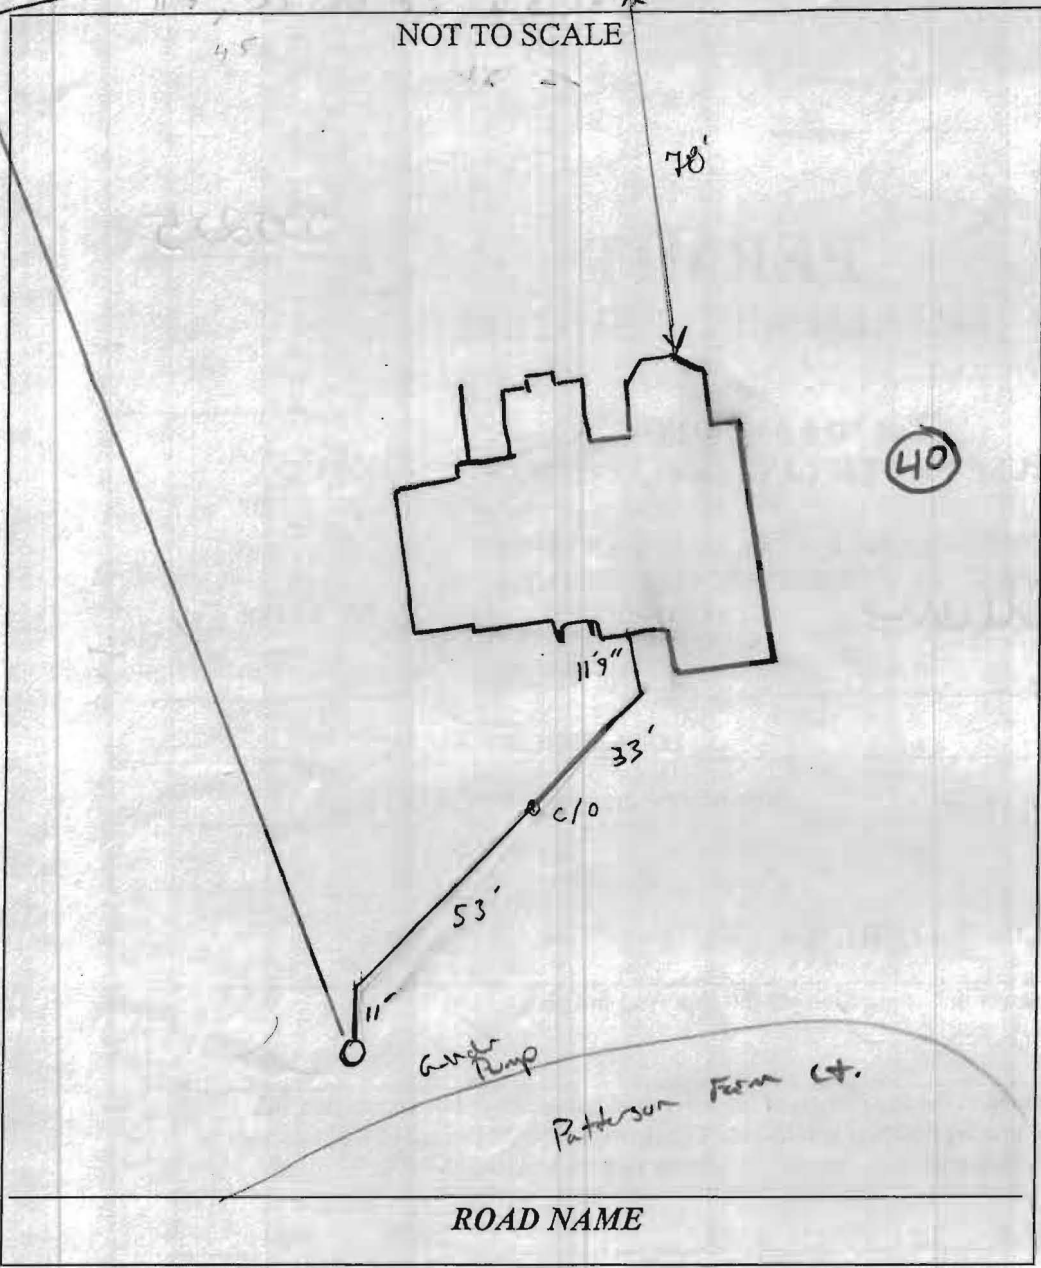 NOT TO SCALE
78'
40
11'9"
33'
c/o
53'
11'
Grinder
Pump
Patterson Farm Ct.
ROAD NAME